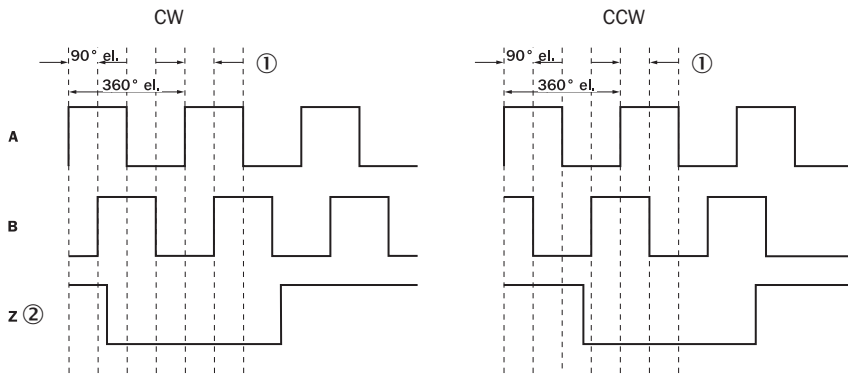 CW CCW
90° el. ① 90° el. ①
360° el. 360° el.
A
B
Z ②